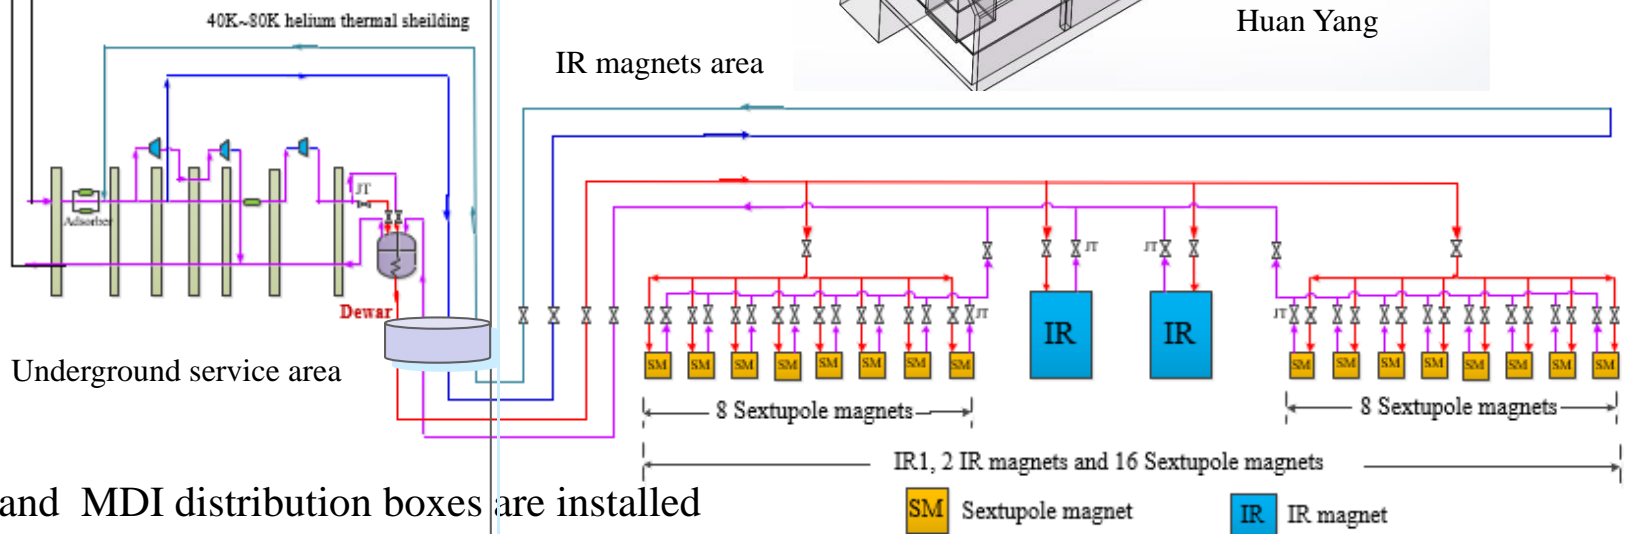 40K~80K helium thermal sheilding
Huan Yang
IR magnets area
JT
Adsorber
JT
JT
Dewar
JT
JT
IR
IR
Underground service area
SM SM SM SM SM SM SM SM
SM SM SM SM SM SM SM SM
8 Sextupole magnets
8 Sextupole magnets
IR1, 2 IR magnets and 16 Sextupole magnets
and MDI distribution boxes are installed
SM Sextupole magnet
IR IR magnet